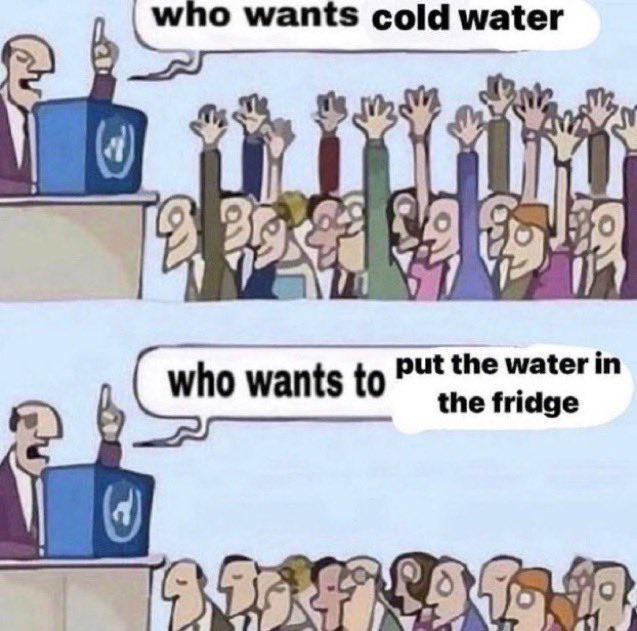 who wants cold water
who wants to put the water in
the fridge